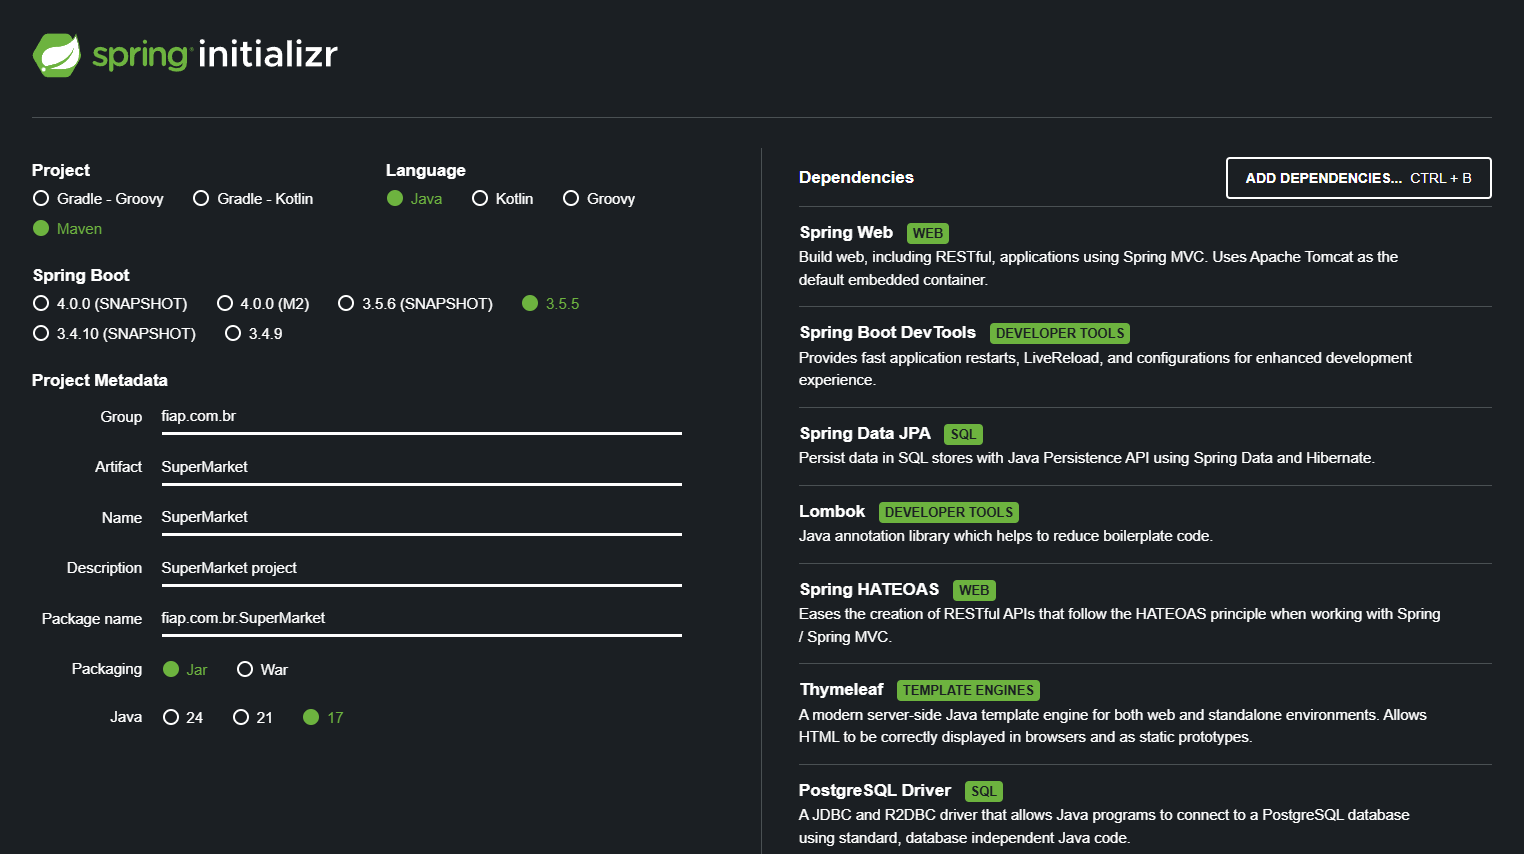 spring initializr
Project
Gradle - Groovy
Gradle - Kotlin
Maven
Language
Java
Kotlin
Groovy
Spring Boot
4.0.0 (SNAPSHOT)
4.0.0 (M2)
3.5.6 (SNAPSHOT)
3.5.5
3.4.10 (SNAPSHOT)
3.4.9
Project Metadata
Group
fiap.com.br
Artifact
SuperMarket
Name
SuperMarket
Description
SuperMarket project
Package name
fiap.com.br.SuperMarket
Packaging
Jar
War
Java
24
21
17
Dependencies
ADD DEPENDENCIES... CTRL + B
Spring Web WEB
Build web, including RESTful, applications using Spring MVC. Uses Apache Tomcat as the
default embedded container.
Spring Boot DevTools DEVELOPER TOOLS
Provides fast application restarts, LiveReload, and configurations for enhanced development
experience.
Spring Data JPA SQL
Persist data in SQL stores with Java Persistence API using Spring Data and Hibernate.
Lombok DEVELOPER TOOLS
Java annotation library which helps to reduce boilerplate code.
Spring HATEOAS WEB
Eases the creation of RESTful APIs that follow the HATEOAS principle when working with Spring
/ Spring MVC.
Thymeleaf TEMPLATE ENGINES
A modern server-side Java template engine for both web and standalone environments. Allows
HTML to be correctly displayed in browsers and as static prototypes.
PostgreSQL Driver SQL
A JDBC and R2DBC driver that allows Java programs to connect to a PostgreSQL database
using standard, database independent Java code.